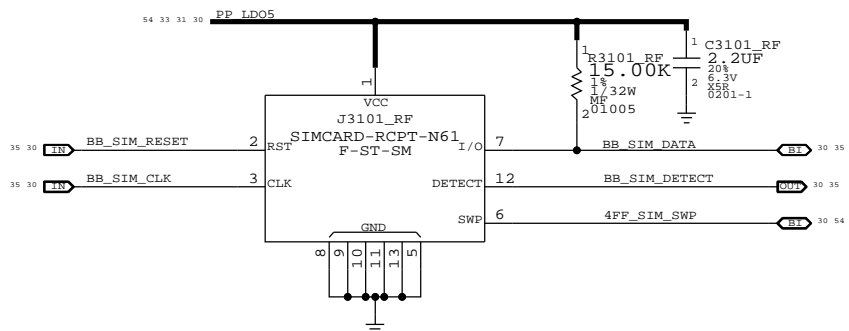 54 33 31 30 PP_LDO5
1 R3101_RF
15.00K
1%
1/32W
MF
2 01005
1 C3101_RF
2.2UF
20%
6.3V
2 X5R
0201-1
1
VCC
J3101_RF
SIMCARD-RCPT-N61
F-ST-SM
35 30 IN BB_SIM_RESET 2 RST
I/O 7 BB_SIM_DATA BI 30 35
35 30 IN BB_SIM_CLK 3 CLK
DETECT 12 BB_SIM_DETECT OUT 30 35
SWP 6 4FF_SIM_SWP BI 30 54
GND
8 9 10 11 13 5